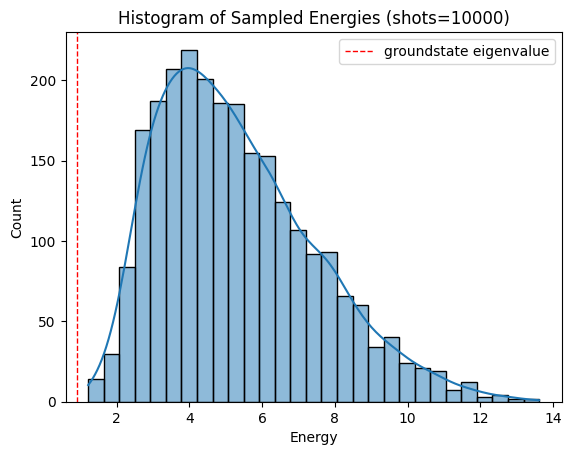 Histogram of Sampled Energies (shots=10000)
groundstate eigenvalue
200
150
100
50
0
Count
2 4 6 8 10 12 14
Energy